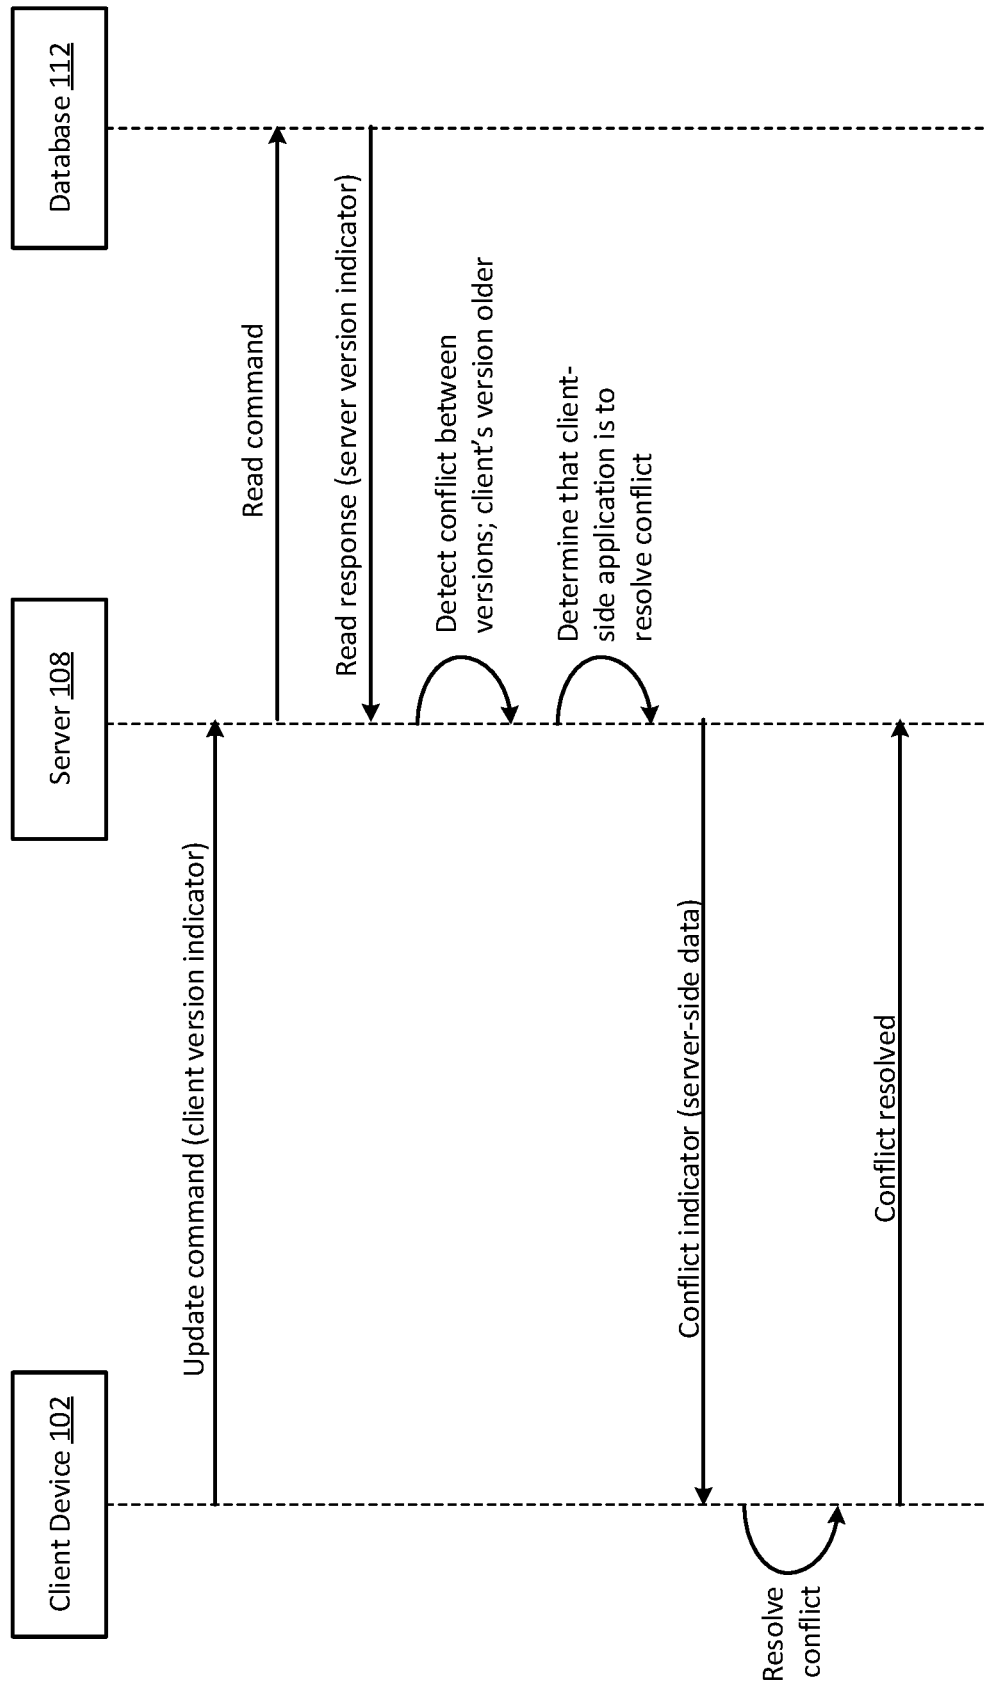 Client Device 102
Server 108
Database 112
Update command (client version indicator)
Read command
Read response (server version indicator)
Detect conflict between
versions; client’s version older
Determine that client-
side application is to
resolve conflict
Conflict indicator (server-side data)
Resolve
conflict
Conflict resolved